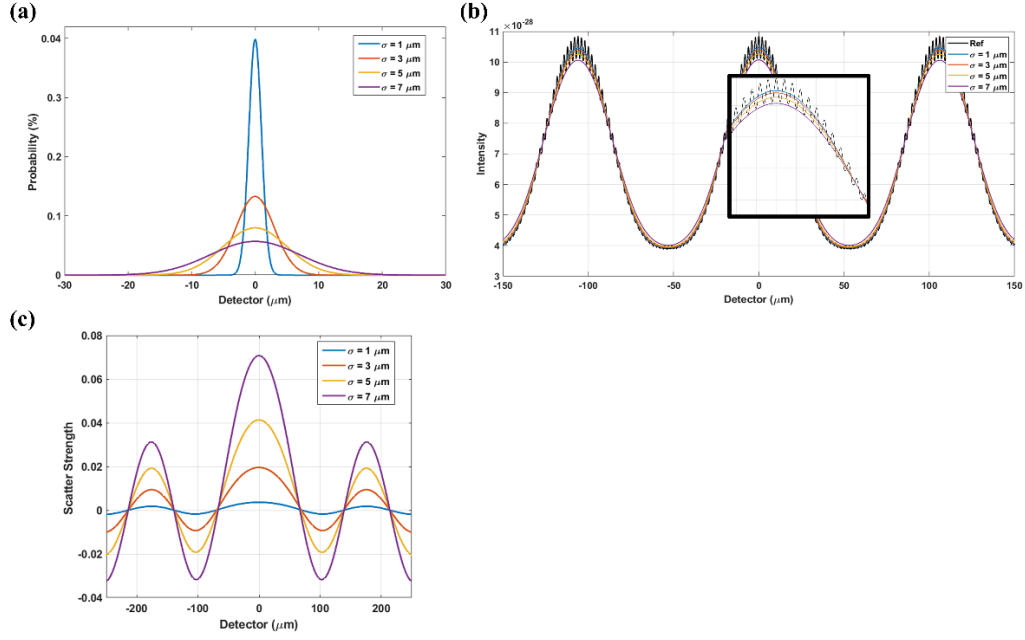 (a)
Probability (%)
0.04
0.3
0.2
0.1
0
-30
-20
-10
0
10
20
30
Detector (μm)
σ = 1 μm
σ = 3 μm
σ = 5 μm
σ = 7 μm
(b)
×10-28
Intensity
11
10
9
8
7
6
5
4
3
-150
-100
-50
0
50
100
150
Detector (μm)
Ref
σ = 1 μm
σ = 3 μm
σ = 5 μm
σ = 7 μm
(c)
Scatter Strength
0.08
0.06
0.04
0.02
0
-0.02
-0.04
-200
-100
0
100
200
Detector (μm)
σ = 1 μm
σ = 3 μm
σ = 5 μm
σ = 7 μm